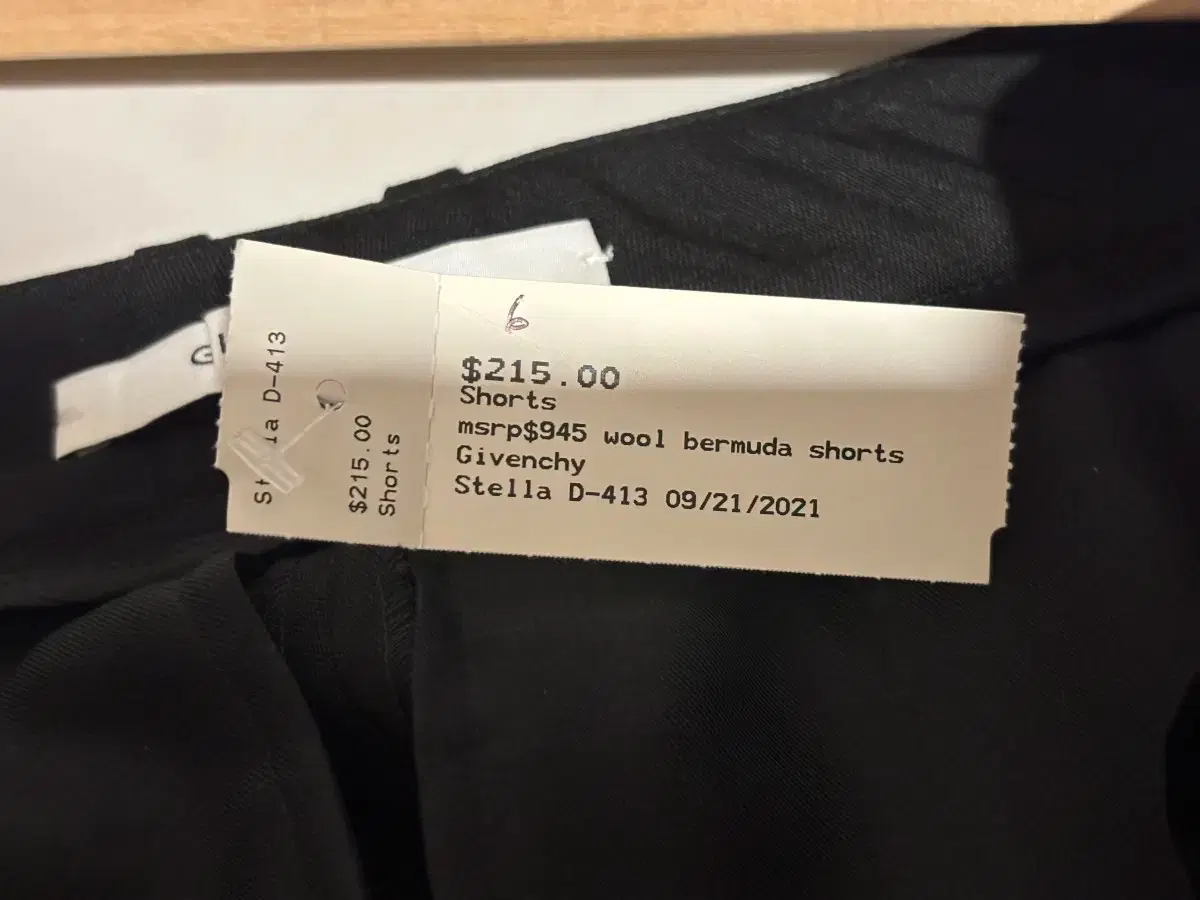 6
$215.00
Shorts
msrp$945 wool bermuda shorts
Givenchy
Stella D-413 09/21/2021
D-413
$215.00
Shorts